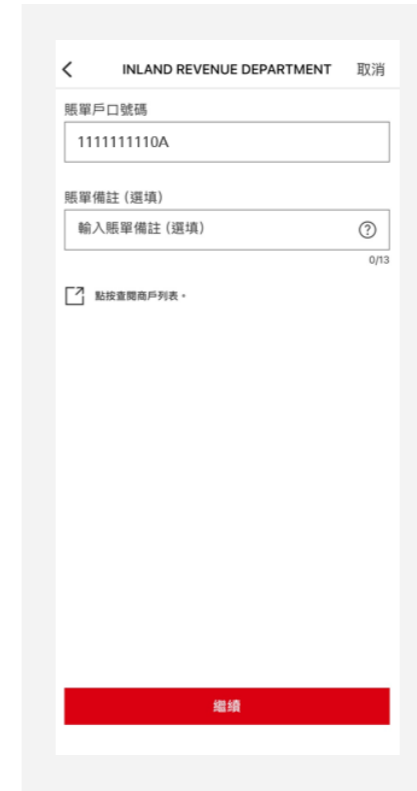 INLAND REVENUE DEPARTMENT 取消
賬單戶口號碼
1111111110A
賬單備註 (選填)
輸入賬單備註 (選填)
0/13
點按查閱商戶列表。
繼續